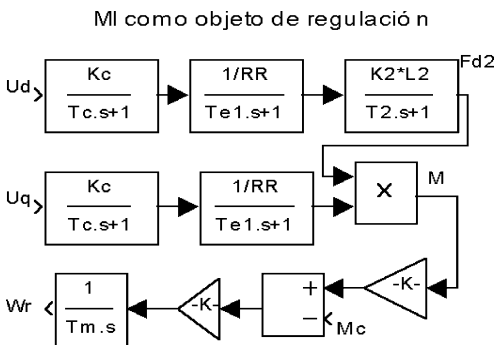 MI como objeto de regulación
Fd2
Ud
Kc
Tc.s+1
1/RR
Te1.s+1
K2*L2
T2.s+1
Uq
Kc
Tc.s+1
1/RR
Te1.s+1
X
M
Wr
1
Tm.s
-K-
+
−
Mc
-K-